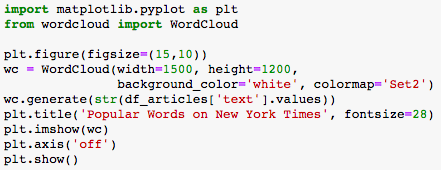 import matplotlib.pyplot as plt
from wordcloud import WordCloud

plt.figure(figsize=(15,10))
wc = WordCloud(width=1500, height=1200,
               background_color='white', colormap='Set2')
wc.generate(str(df_articles['text'].values))
plt.title('Popular Words on New York Times', fontsize=28)
plt.imshow(wc)
plt.axis('off')
plt.show()